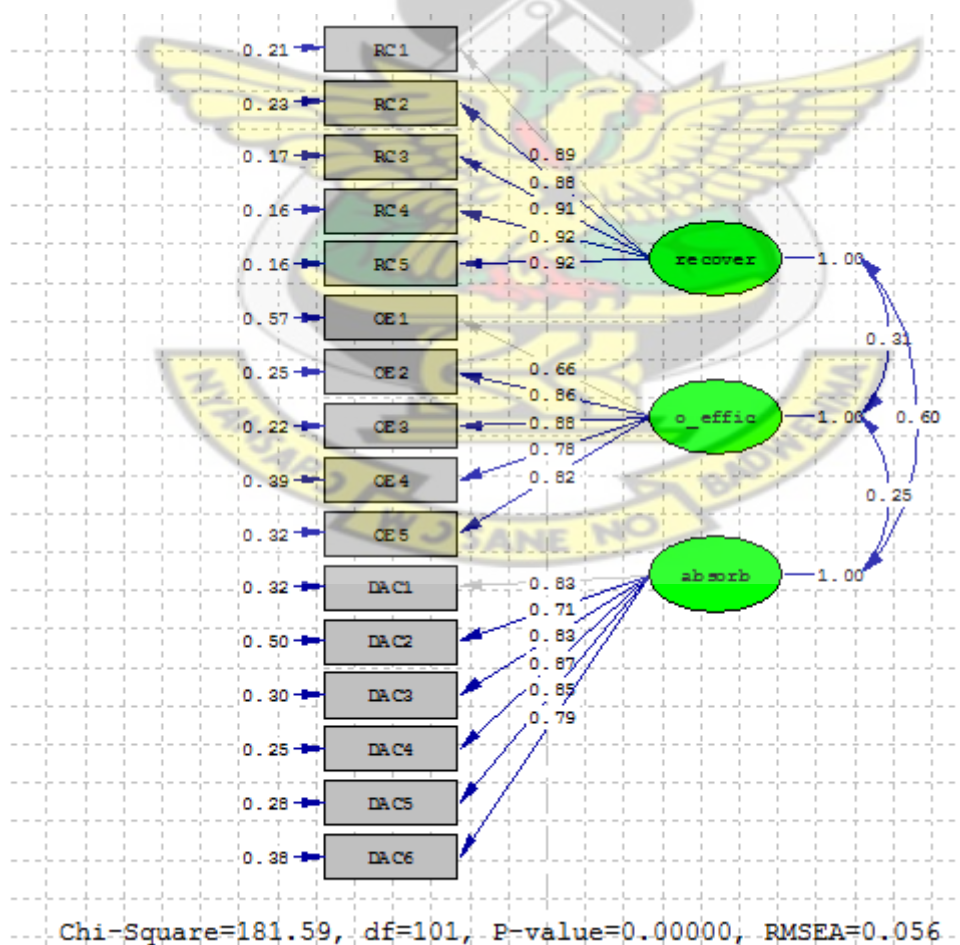 0.21 RC1
0.23 RC2
0.89
0.17 RC3
0.88
0.91
0.16 RC4
0.92
0.16 RC5 0.92 recover 1.00
0.57 OE1
0.31
0.66
0.25 OE2
0.86
0.22 OE3 0.88 o_effic 1.00 0.60
0.78
0.39 OE4 0.82
0.25
0.32 OE5
0.32 DAC1 0.83 absorb 1.00
0.71
0.50 DAC2 0.83
0.87
0.30 DAC3 0.85
0.79
0.25 DAC4
0.28 DAC5
0.38 DAC6
NYANSAPO
SANE NO
BADWENMA
Chi-Square=181.59, df=101, P-value=0.00000, RMSEA=0.056